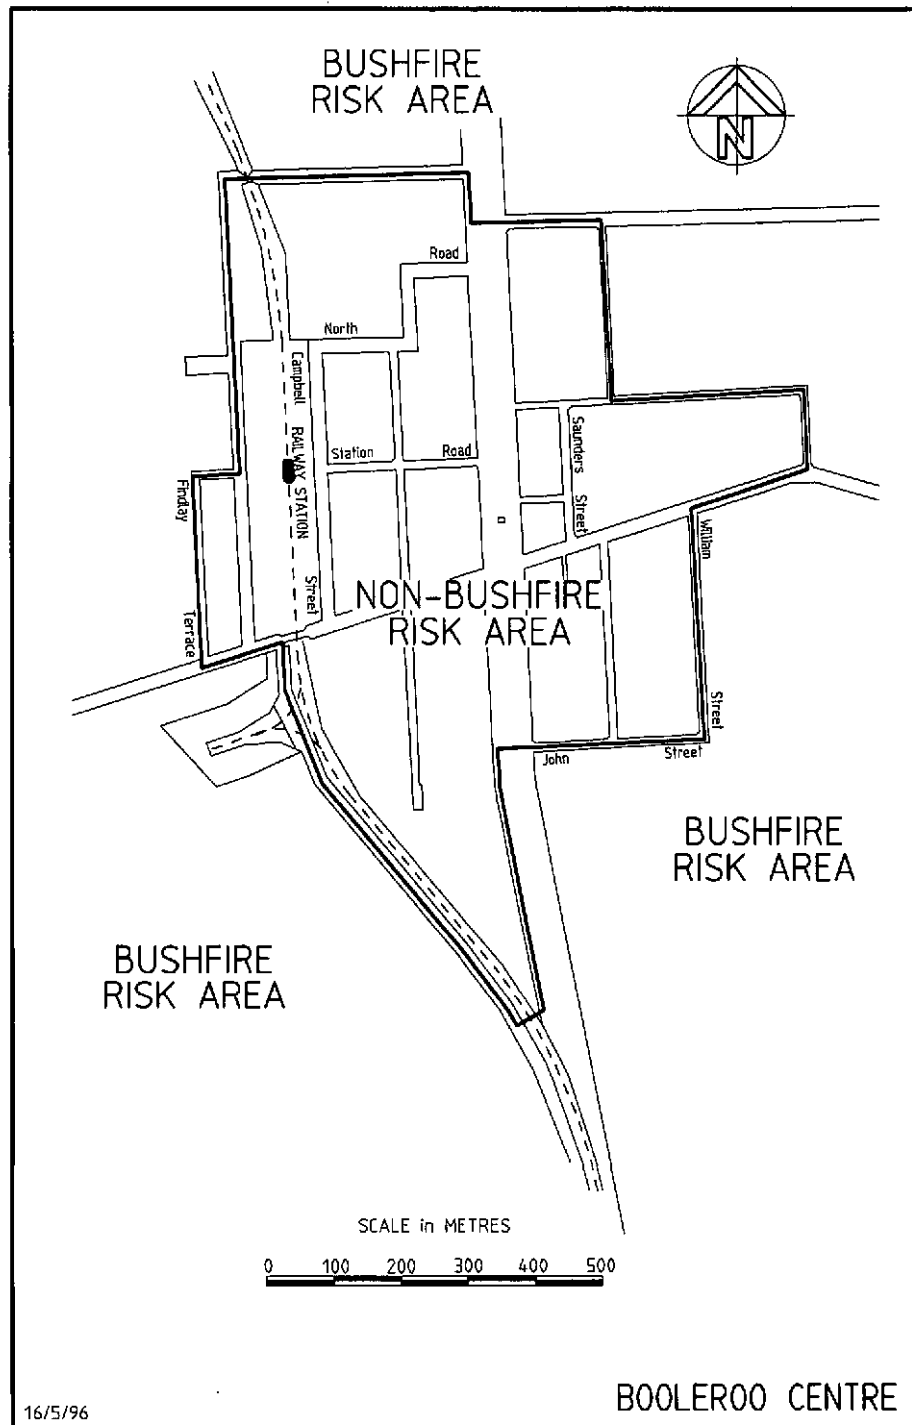 BUSHFIRE
RISK AREA
N
Road
North
Campbell
RAILWAY STATION
Street
Station
Road
Saunders
Street
Findlay
Terrace
William
Street
NON-BUSHFIRE
RISK AREA
John
Street
BUSHFIRE
RISK AREA
BUSHFIRE
RISK AREA
SCALE in METRES
0 100 200 300 400 500
BOOLEROO CENTRE
16/5/96